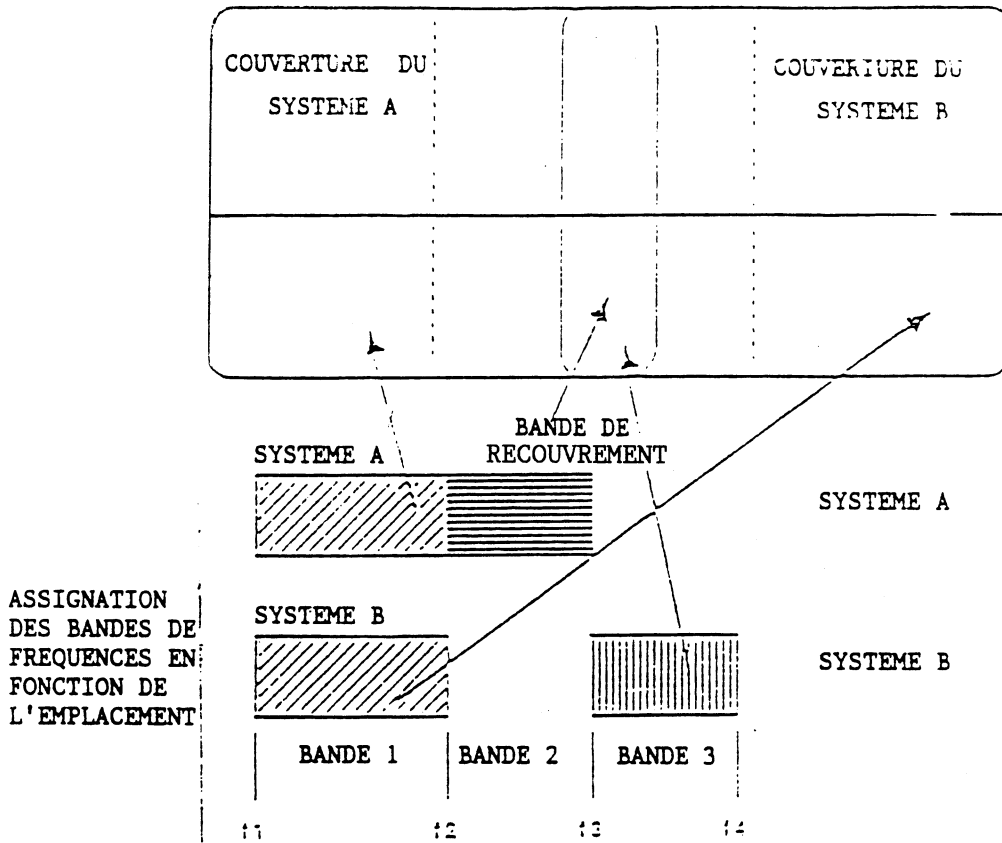 COUVERTURE DU
SYSTEME A
COUVERTURE DU
SYSTEME B
BANDE DE
RECOUVREMENT
SYSTEME A
SYSTEME A
ASSIGNATION
DES BANDES DE
FREQUENCES EN
FONCTION DE
L'EMPLACEMENT
SYSTEME B
SYSTEME B
BANDE 1
BANDE 2
BANDE 3
f1
f2
f3
f4